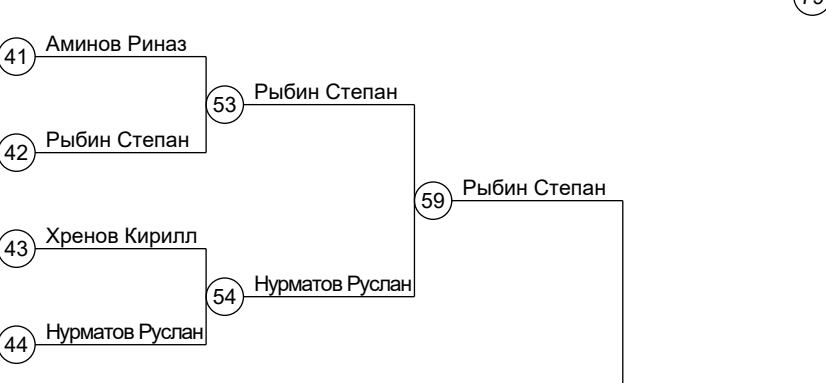 41 Аминов Риназ
53 Рыбин Степан
42 Рыбин Степан
59 Рыбин Степан
43 Хренов Кирилл
54 Нурматов Руслан
44 Нурматов Руслан